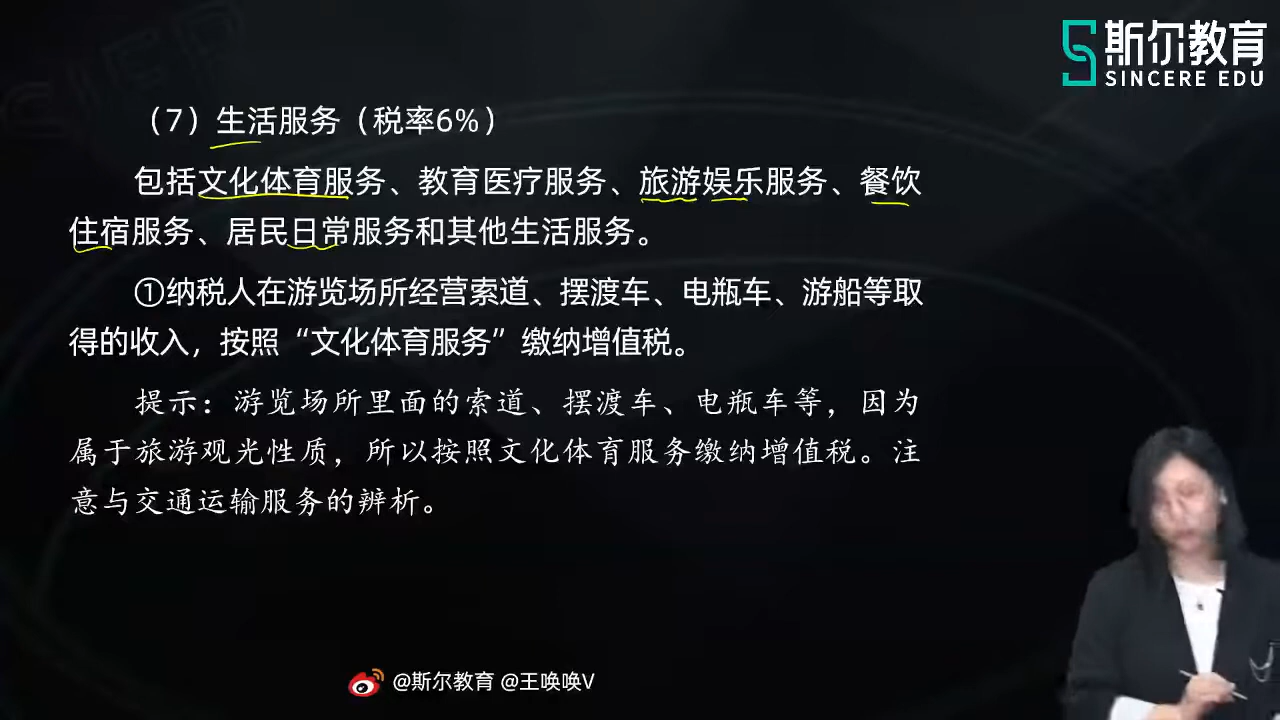 斯尔教育
SINCERE EDU
（7）生活服务（税率6%）
包括文化体育服务、教育医疗服务、旅游娱乐服务、餐饮
住宿服务、居民日常服务和其他生活服务。
①纳税人在游览场所经营索道、摆渡车、电瓶车、游船等取
得的收入，按照“文化体育服务”缴纳增值税。
提示：游览场所里面的索道、摆渡车、电瓶车等，因为
属于旅游观光性质，所以按照文化体育服务缴纳增值税。注
意与交通运输服务的辨析。
@斯尔教育 @王唤唤V